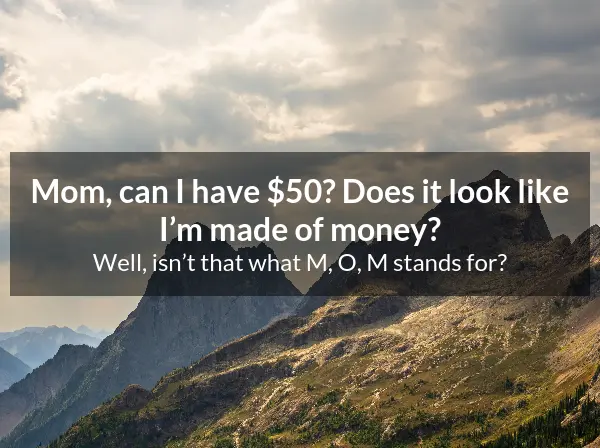 Mom, can I have $50? Does it look like
I’m made of money?
Well, isn’t that what M, O, M stands for?